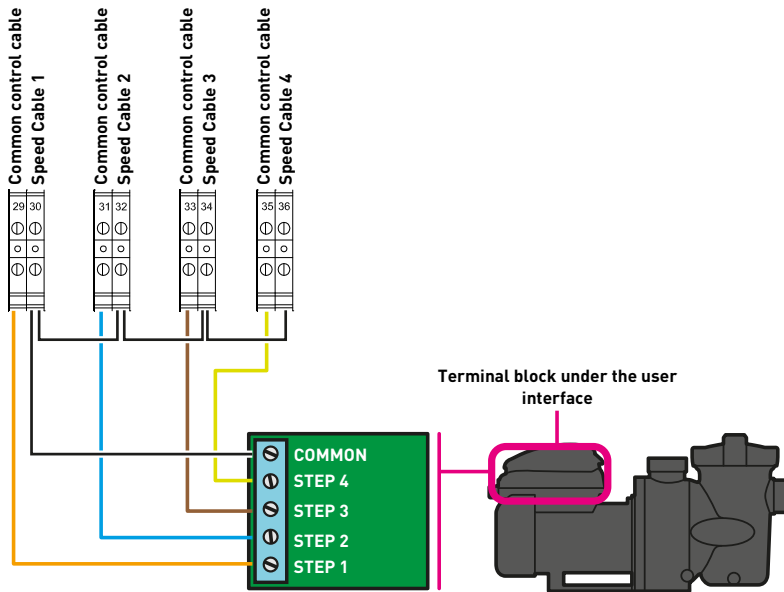 Common control cable
Speed Cable 1
Common control cable
Speed Cable 2
Common control cable
Speed Cable 3
Common control cable
Speed Cable 4
29 30
31 32
33 34
35 36
Terminal block under the user
interface
COMMON
STEP 4
STEP 3
STEP 2
STEP 1